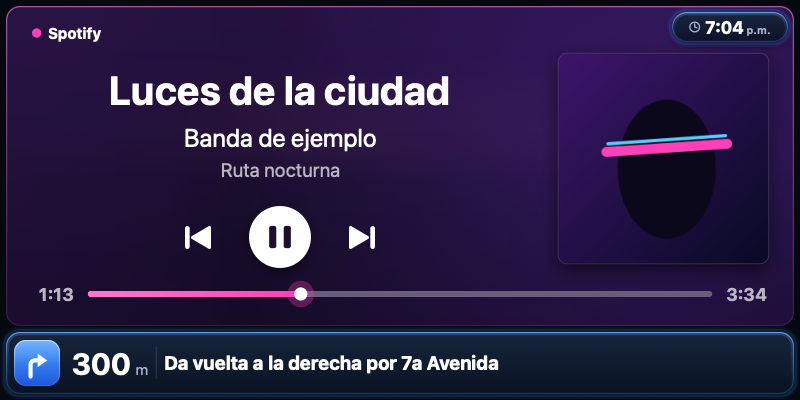 Spotify
7:04 p.m.
Luces de la ciudad
Banda de ejemplo
Ruta nocturna
1:13
3:34
300 m
Da vuelta a la derecha por 7a Avenida